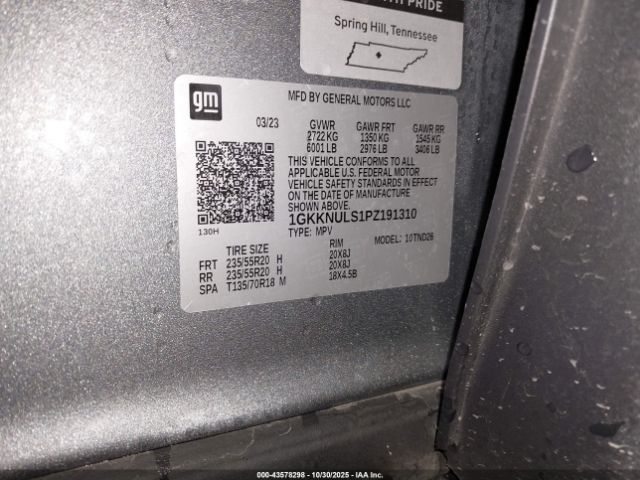 PRIDE
Spring Hill, Tennessee
gm
MFD BY GENERAL MOTORS LLC
03/23 GVWR GAWR FRT GAWR RR
2722 KG 1350 KG 1545 KG
6001 LB 2976 LB 3406 LB
THIS VEHICLE CONFORMS TO ALL
APPLICABLE U.S. FEDERAL MOTOR
VEHICLE SAFETY STANDARDS IN EFFECT
ON THE DATE OF MANUFACTURE
SHOWN ABOVE.
1GKKNULS1PZ191310
130H TYPE: MPV MODEL: 10TND26
TIRE SIZE RIM
FRT 235/55R20 H 20X8J
RR 235/55R20 H 20X8J
SPA T135/70R18 M 18X4.5B
000-43578298 - 10/30/2025 - IAA Inc.